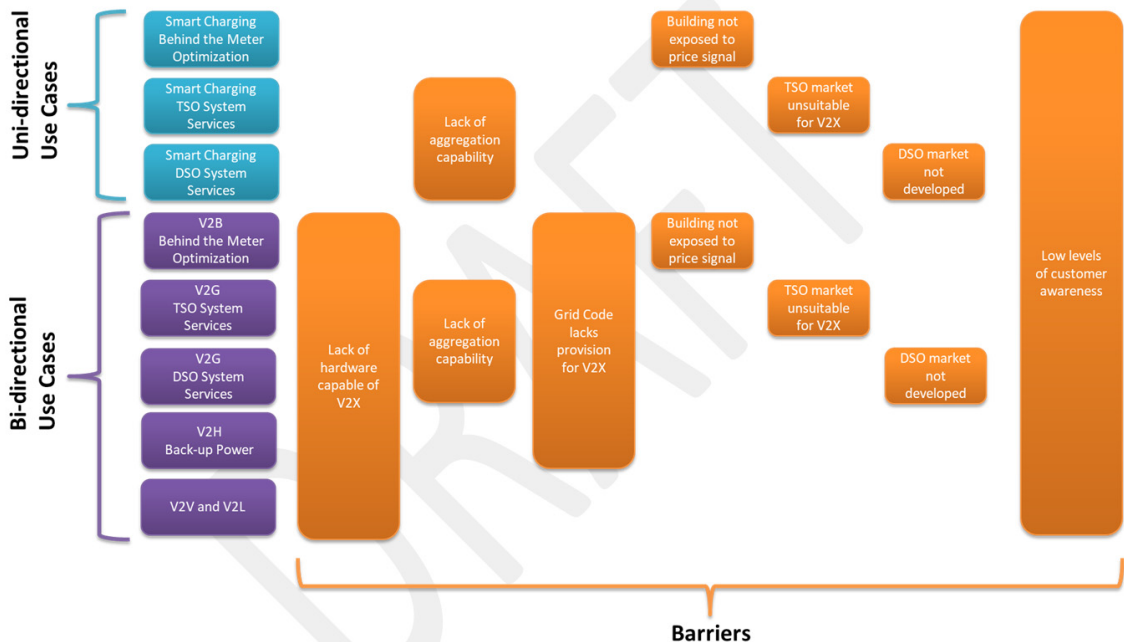 Uni-directional
Use Cases
Smart Charging
Behind the Meter
Optimization
Smart Charging
TSO System
Services
Smart Charging
DSO System
Services
Lack of
aggregation
capability
Building not
exposed to
price signal
TSO market
unsuitable
for V2X
DSO market
not
developed
Bi-directional
Use Cases
V2B
Behind the Meter
Optimization
V2G
TSO System
Services
V2G
DSO System
Services
V2H
Back-up Power
V2V and V2L
Lack of
hardware
capable of
V2X
Lack of
aggregation
capability
Grid Code
lacks
provision
for V2X
Building not
exposed to
price signal
TSO market
unsuitable
for V2X
DSO market
not
developed
Low levels
of customer
awareness
Barriers
DRAFT